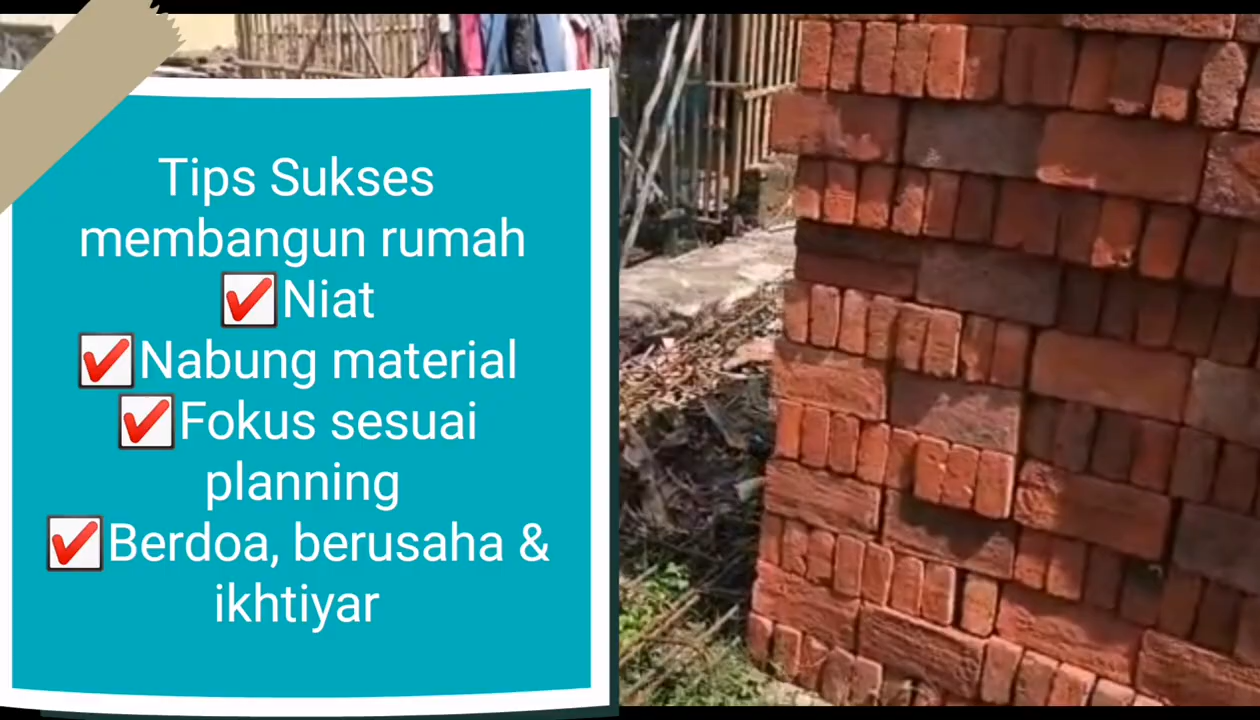 Tips Sukses
membangun rumah
✅Niat
✅Nabung material
✅Fokus sesuai
planning
✅Berdoa, berusaha &
ikhtiyar